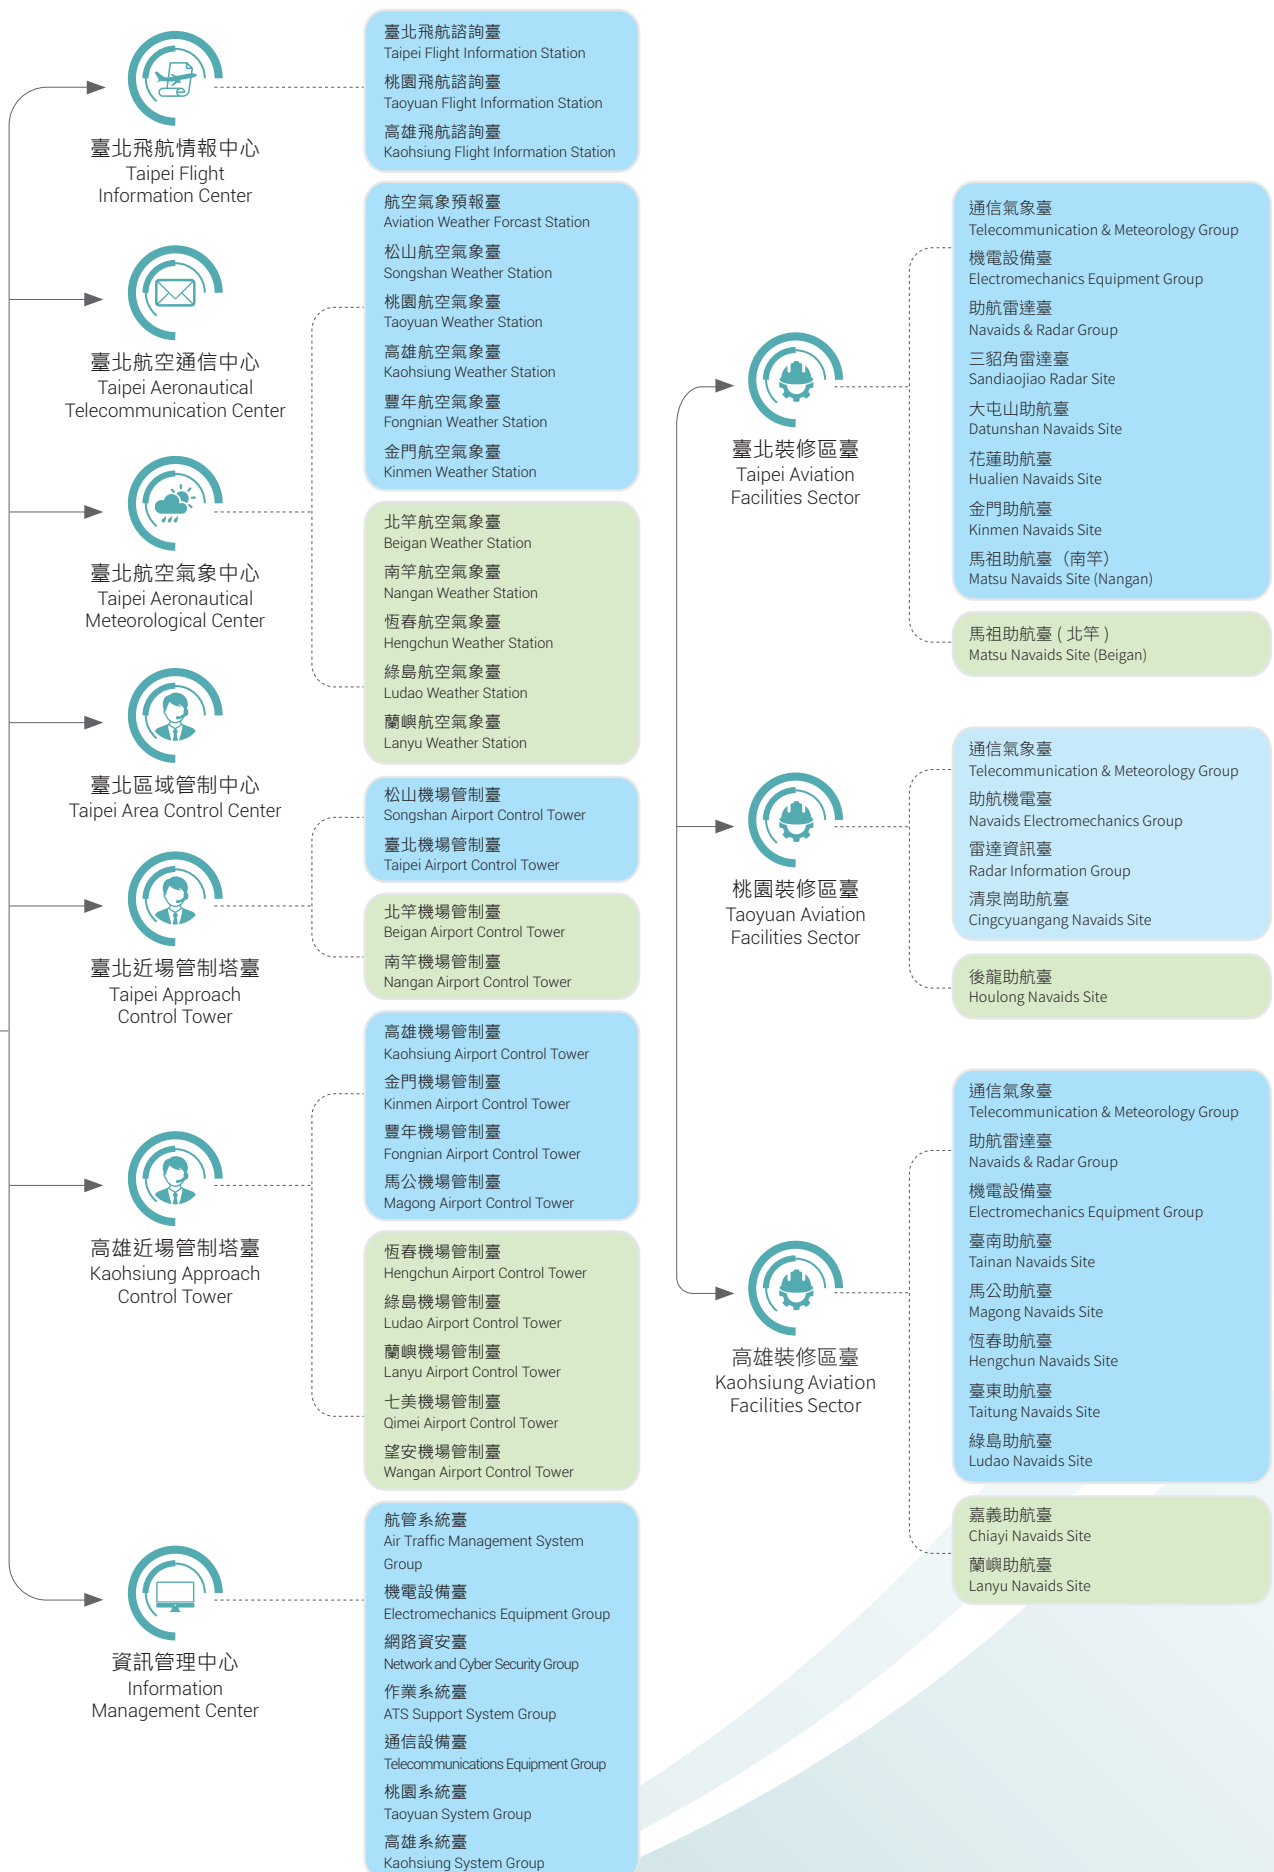 臺北飛航情報中心
Taipei Flight
Information Center
臺北飛航諮詢臺
Taipei Flight Information Station
桃園飛航諮詢臺
Taoyuan Flight Information Station
高雄飛航諮詢臺
Kaohsiung Flight Information Station
臺北航空通信中心
Taipei Aeronautical
Telecommunication Center
臺北航空氣象中心
Taipei Aeronautical
Meteorological Center
航空氣象預報臺
Aviation Weather Forcast Station
松山航空氣象臺
Songshan Weather Station
桃園航空氣象臺
Taoyuan Weather Station
高雄航空氣象臺
Kaohsiung Weather Station
豐年航空氣象臺
Fongnian Weather Station
金門航空氣象臺
Kinmen Weather Station
北竿航空氣象臺
Beigan Weather Station
南竿航空氣象臺
Nangan Weather Station
恆春航空氣象臺
Hengchun Weather Station
綠島航空氣象臺
Ludao Weather Station
蘭嶼航空氣象臺
Lanyu Weather Station
臺北區域管制中心
Taipei Area Control Center
臺北近場管制塔臺
Taipei Approach
Control Tower
松山機場管制臺
Songshan Airport Control Tower
臺北機場管制臺
Taipei Airport Control Tower
北竿機場管制臺
Beigan Airport Control Tower
南竿機場管制臺
Nangan Airport Control Tower
高雄近場管制塔臺
Kaohsiung Approach
Control Tower
高雄機場管制臺
Kaohsiung Airport Control Tower
金門機場管制臺
Kinmen Airport Control Tower
豐年機場管制臺
Fongnian Airport Control Tower
馬公機場管制臺
Magong Airport Control Tower
恆春機場管制臺
Hengchun Airport Control Tower
綠島機場管制臺
Ludao Airport Control Tower
蘭嶼機場管制臺
Lanyu Airport Control Tower
七美機場管制臺
Qimei Airport Control Tower
望安機場管制臺
Wangan Airport Control Tower
資訊管理中心
Information
Management Center
航管系統臺
Air Traffic Management System
Group
機電設備臺
Electromechanics Equipment Group
網路資安臺
Network and Cyber Security Group
作業系統臺
ATS Support System Group
通信設備臺
Telecommunications Equipment Group
桃園系統臺
Taoyuan System Group
高雄系統臺
Kaohsiung System Group
臺北裝修區臺
Taipei Aviation
Facilities Sector
通信氣象臺
Telecommunication & Meteorology Group
機電設備臺
Electromechanics Equipment Group
助航雷達臺
Navaids & Radar Group
三貂角雷達臺
Sandiaojiao Radar Site
大屯山助航臺
Datunshan Navaids Site
花蓮助航臺
Hualien Navaids Site
金門助航臺
Kinmen Navaids Site
馬祖助航臺（南竿）
Matsu Navaids Site (Nangan)
馬祖助航臺 ( 北竿 )
Matsu Navaids Site (Beigan)
桃園裝修區臺
Taoyuan Aviation
Facilities Sector
通信氣象臺
Telecommunication & Meteorology Group
助航機電臺
Navaids Electromechanics Group
雷達資訊臺
Radar Information Group
清泉崗助航臺
Cingcyuangang Navaids Site
後龍助航臺
Houlong Navaids Site
高雄裝修區臺
Kaohsiung Aviation
Facilities Sector
通信氣象臺
Telecommunication & Meteorology Group
助航雷達臺
Navaids & Radar Group
機電設備臺
Electromechanics Equipment Group
臺南助航臺
Tainan Navaids Site
馬公助航臺
Magong Navaids Site
恆春助航臺
Hengchun Navaids Site
臺東助航臺
Taitung Navaids Site
綠島助航臺
Ludao Navaids Site
嘉義助航臺
Chiayi Navaids Site
蘭嶼助航臺
Lanyu Navaids Site